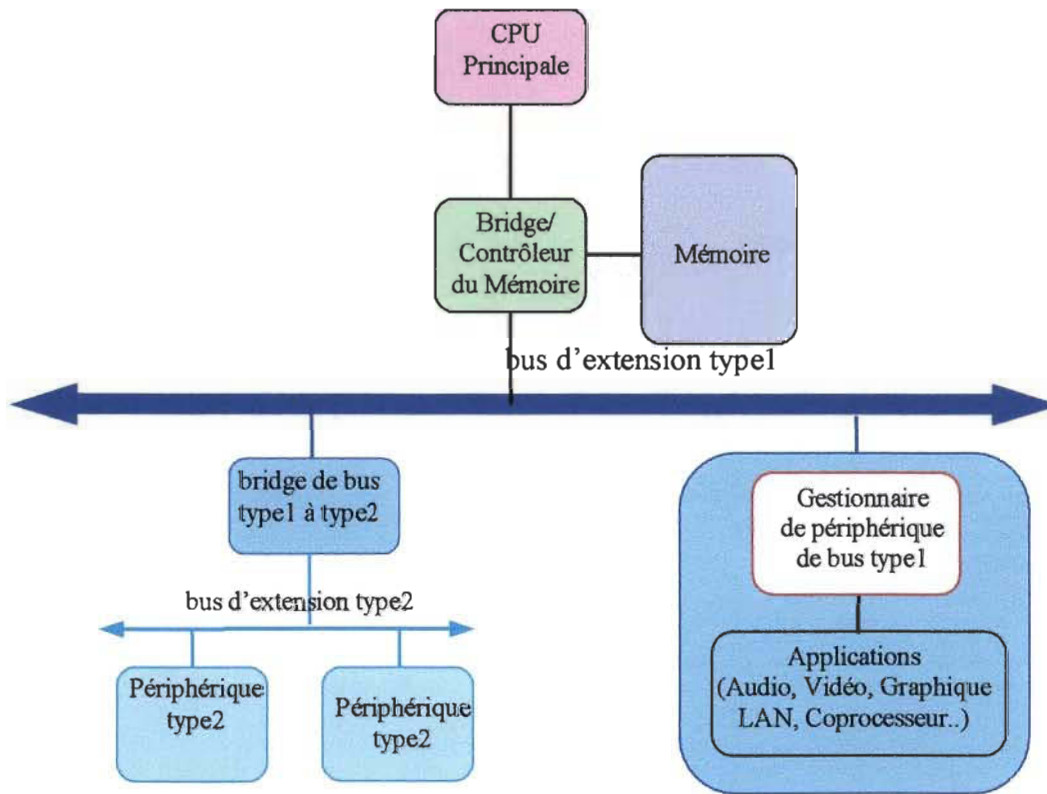 CPU
Principale
Bridge/
Contrôleur
du Mémoire
Mémoire
bus d’extension type1
bridge de bus
type1 à type2
Gestionnaire
de périphérique
de bus type1
bus d'extension type2
Applications
(Audio, Vidéo, Graphique
LAN, Coprocesseur..)
Périphérique
type2
Périphérique
type2